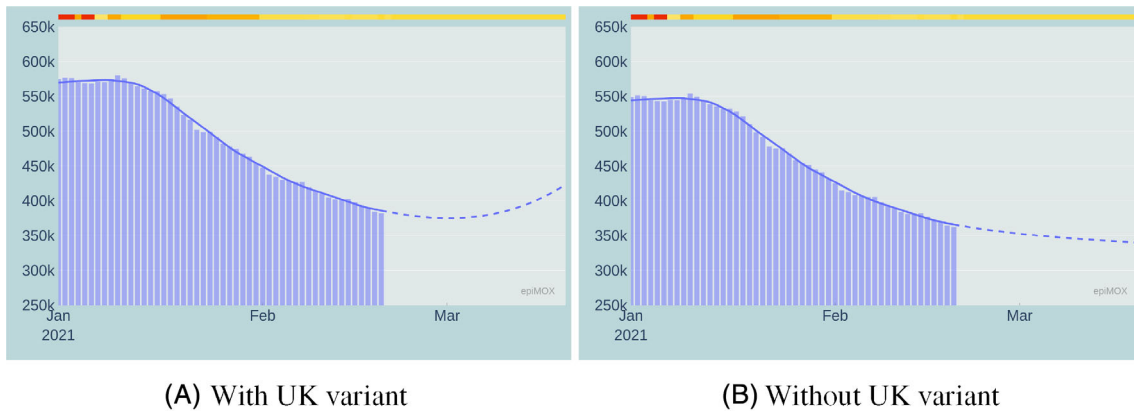 650k
600k
550k
500k
450k
400k
350k
300k
250k
Jan
2021
Feb
Mar
epiMOX
650k
600k
550k
500k
450k
400k
350k
300k
250k
Jan
2021
Feb
Mar
epiMOX
(A) With UK variant
(B) Without UK variant